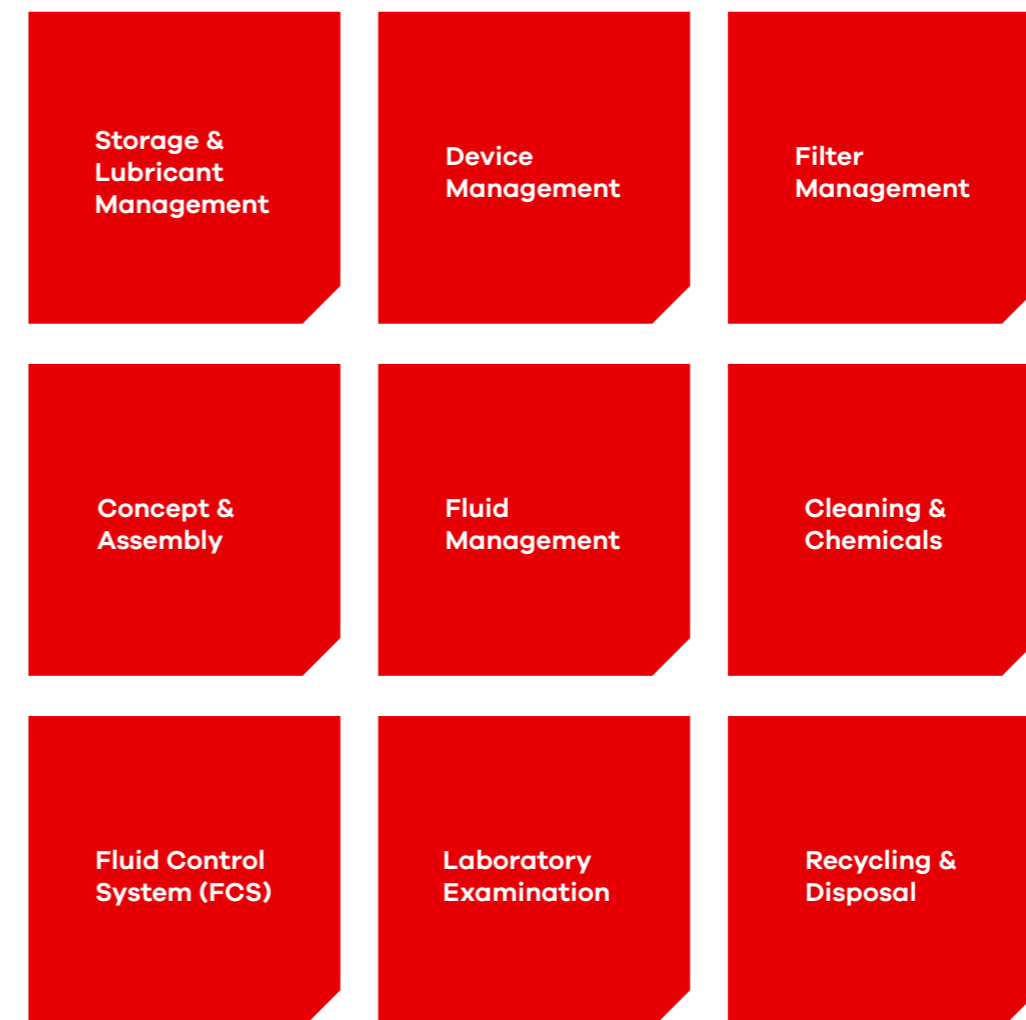 Storage &
Lubricant
Management
Device
Management
Filter
Management
Concept &
Assembly
Fluid
Management
Cleaning &
Chemicals
Fluid Control
System (FCS)
Laboratory
Examination
Recycling &
Disposal